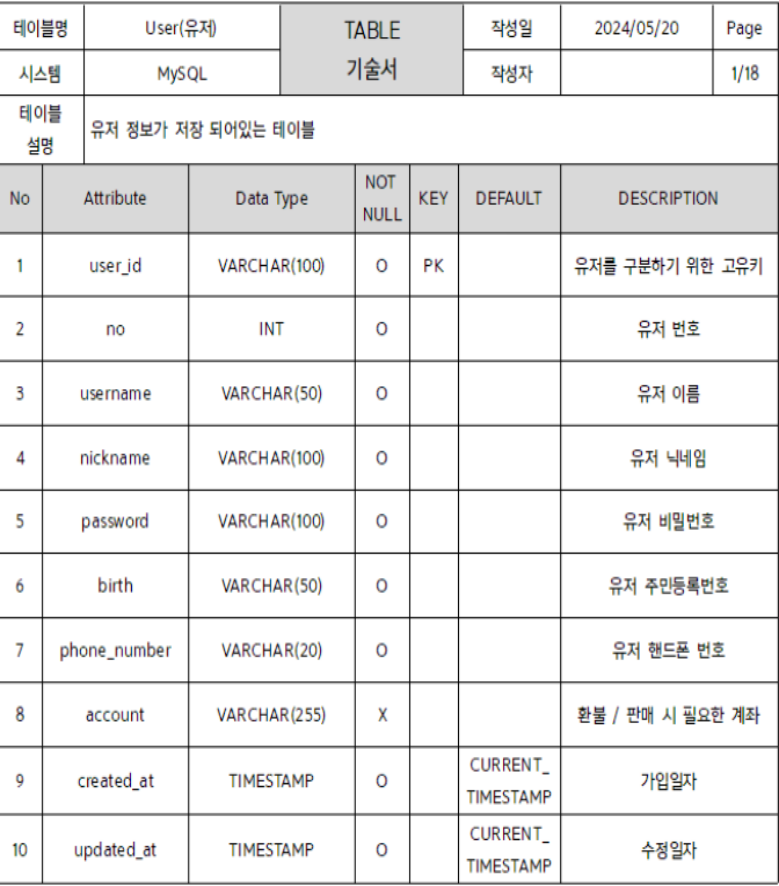 테이블명 User(유저) TABLE 기술서 작성일 2024/05/20 Page
시스템 MySQL 작성자 1/18
테이블 설명 유저 정보가 저장 되어있는 테이블
No Attribute Data Type NOT NULL KEY DEFAULT DESCRIPTION
1 user_id VARCHAR(100) O PK 유저를 구분하기 위한 고유키
2 no INT O 유저 번호
3 username VARCHAR(50) O 유저 이름
4 nickname VARCHAR(100) O 유저 닉네임
5 password VARCHAR(100) O 유저 비밀번호
6 birth VARCHAR(50) O 유저 주민등록번호
7 phone_number VARCHAR(20) O 유저 핸드폰 번호
8 account VARCHAR(255) X 환불 / 판매 시 필요한 계좌
9 created_at TIMESTAMP O CURRENT_TIMESTAMP 가입일자
10 updated_at TIMESTAMP O CURRENT_TIMESTAMP 수정일자